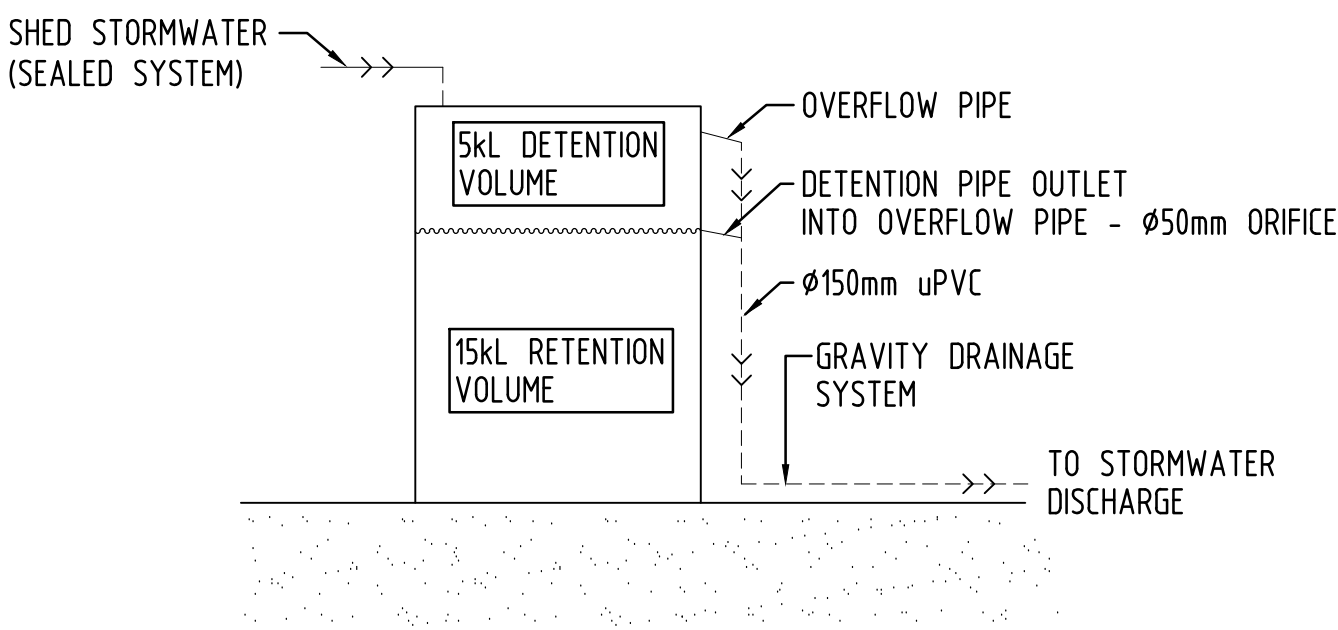 SHED STORMWATER
(SEALED SYSTEM)
5kL DETENTION
VOLUME
OVERFLOW PIPE
DETENTION PIPE OUTLET
INTO OVERFLOW PIPE - Ø50mm ORIFICE
Ø150mm uPVC
15kL RETENTION
VOLUME
GRAVITY DRAINAGE
SYSTEM
TO STORMWATER
DISCHARGE